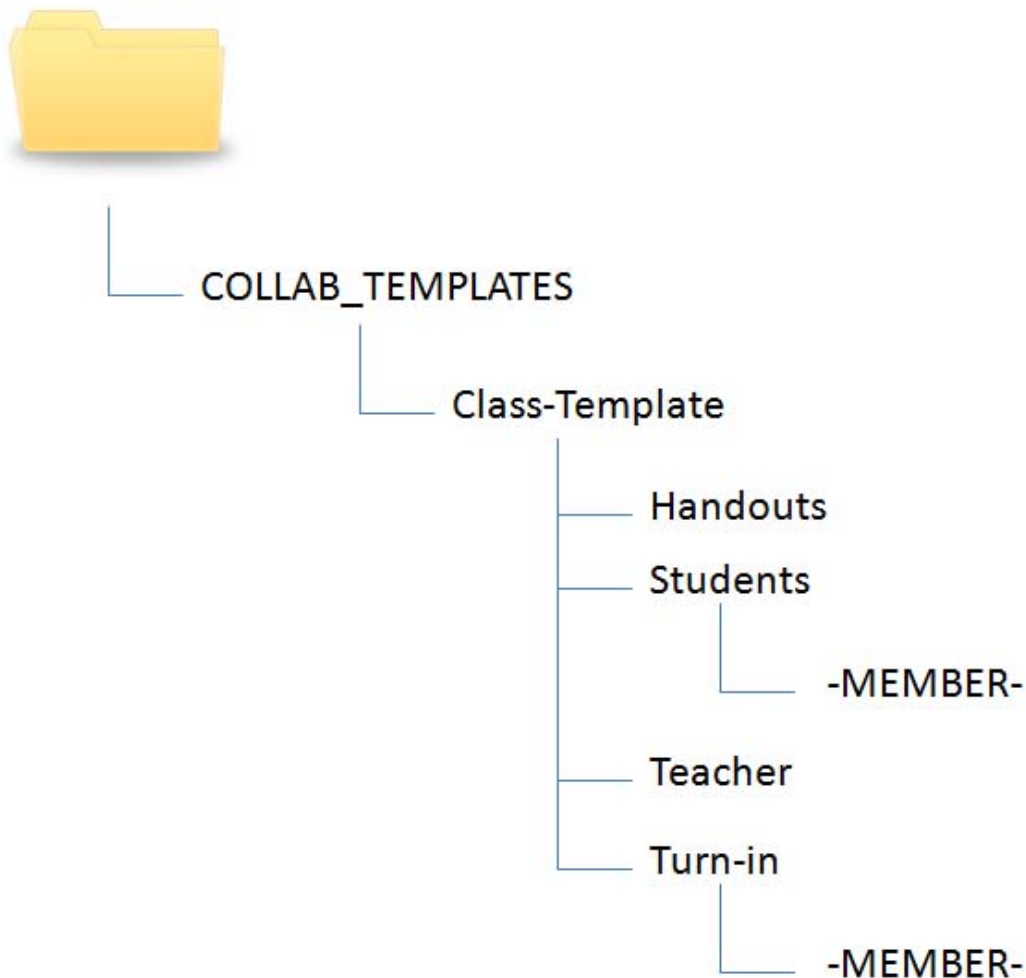 COLLAB_TEMPLATES
Class-Template
Handouts
Students
-MEMBER-
Teacher
Turn-in
-MEMBER-